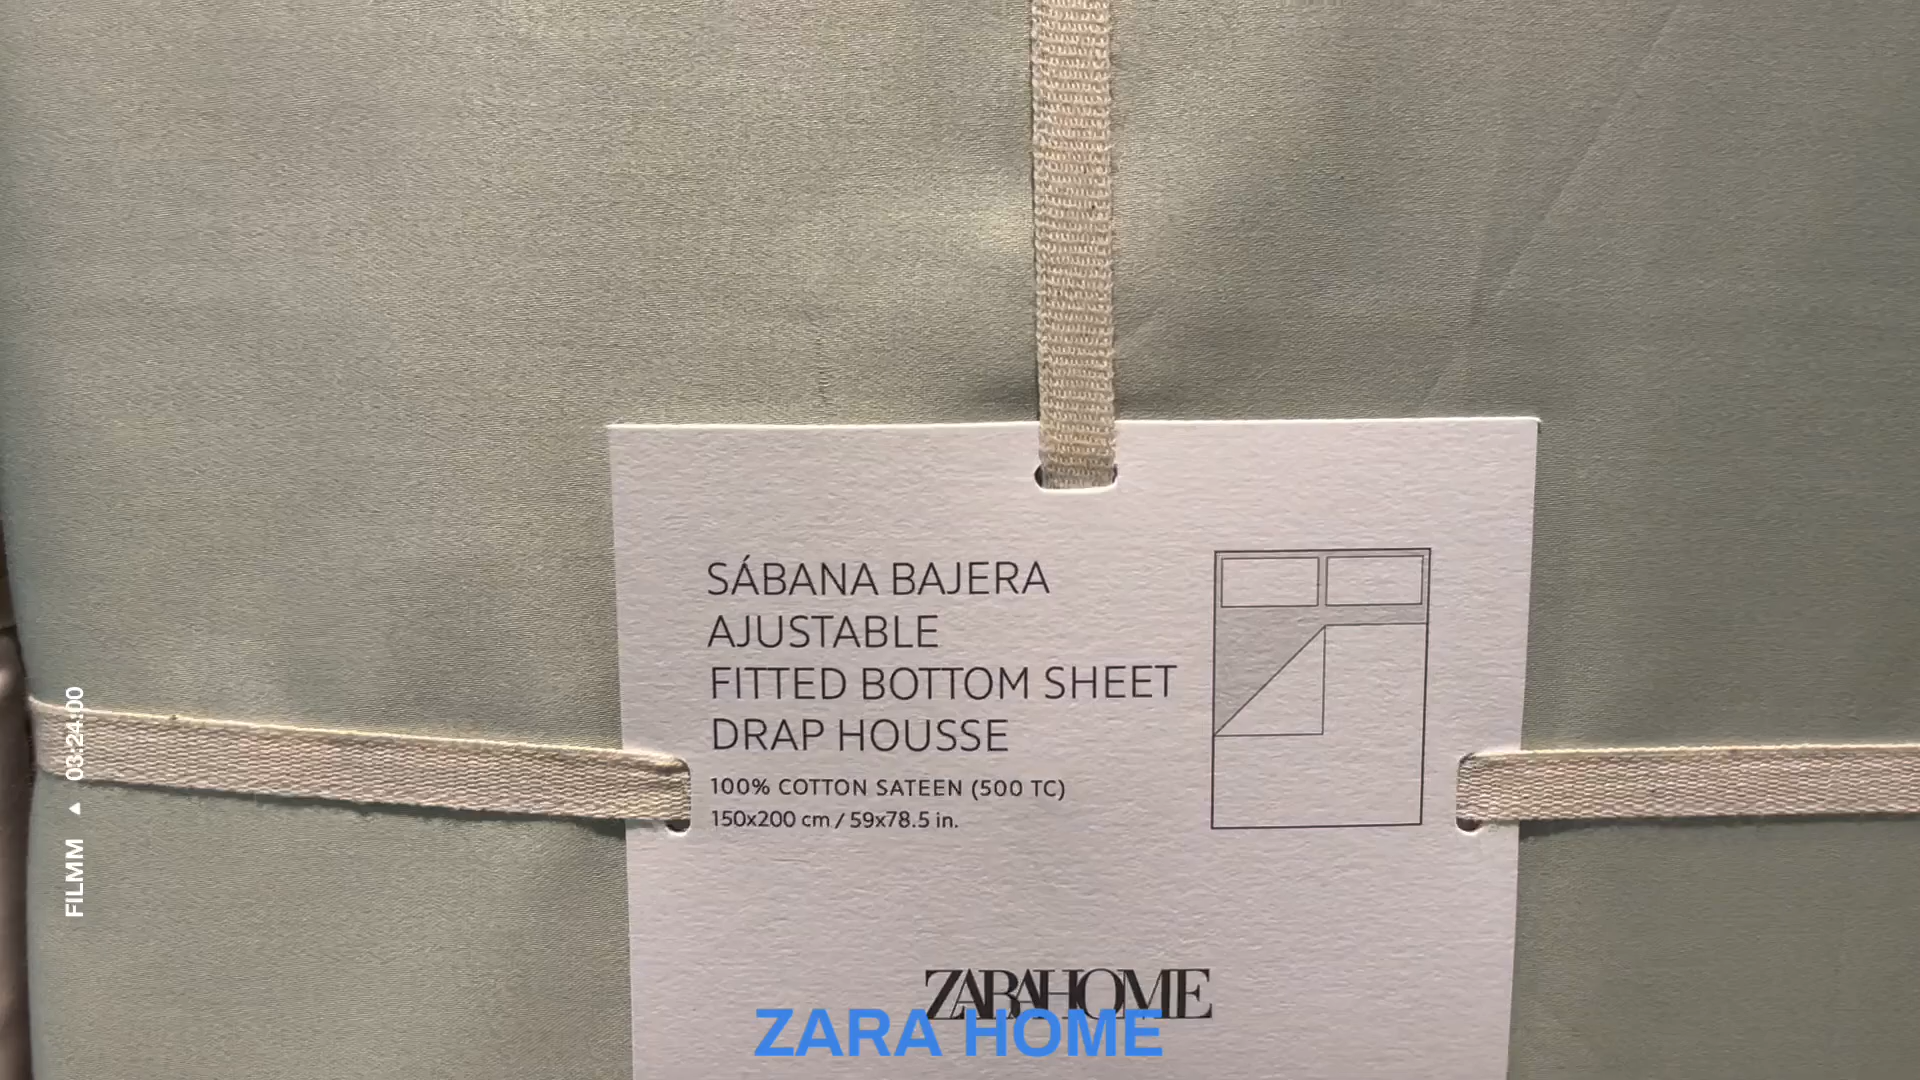 SÁBANA BAJERA
AJUSTABLE
FITTED BOTTOM SHEET
DRAP HOUSSE
100% COTTON SATEEN (500 TC)
150x200 cm / 59x78.5 in.
ZARAHOME
ZARA HOME
FILMM ▲ 03:24:00